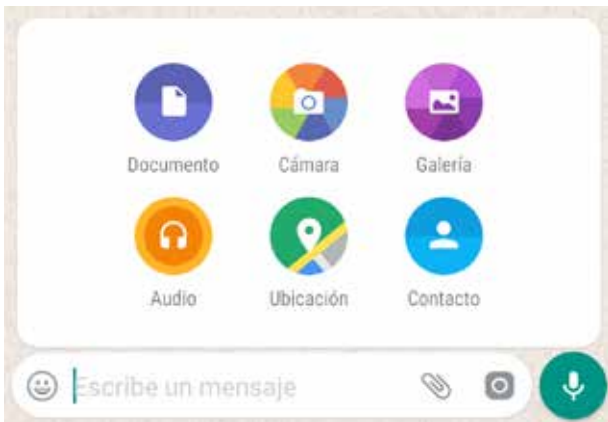 Documento Cámara Galería
Audio Ubicación Contacto
Escribe un mensaje